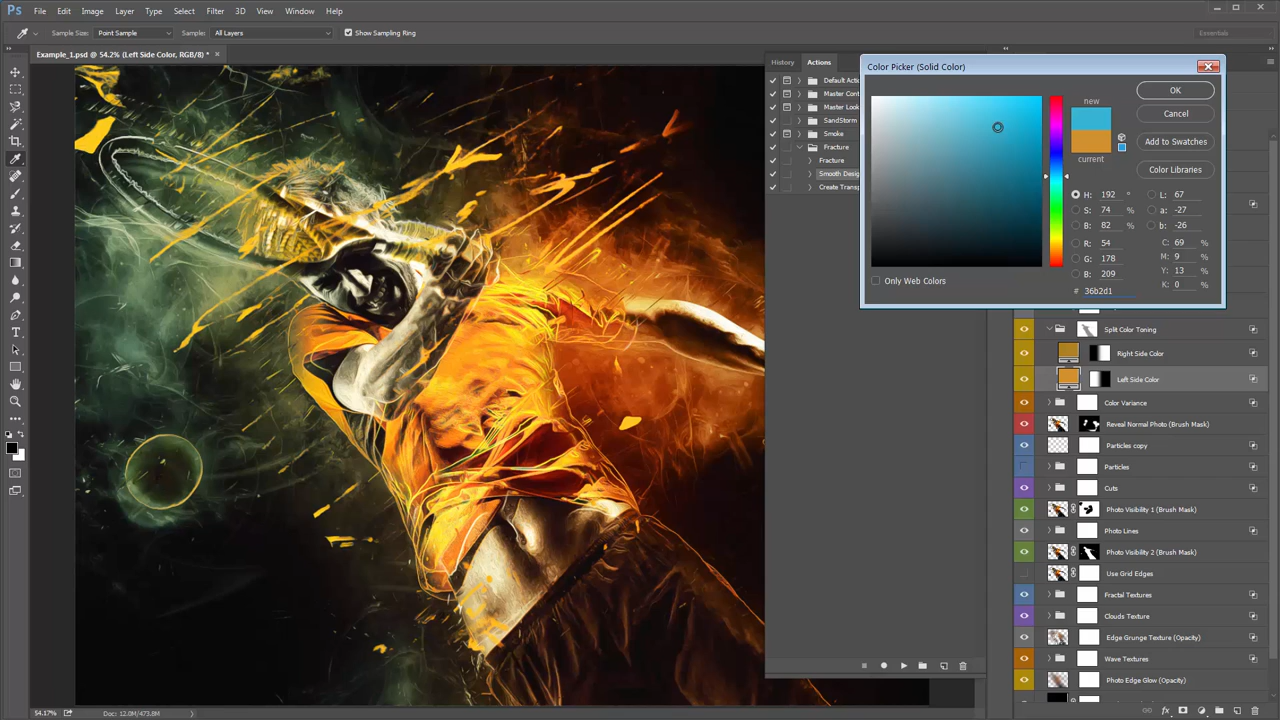 Ps File Edit Image Layer Type Select Filter 3D View Window Help
Sample Size: Point Sample Sample: All Layers Show Sampling Ring Essentials
Example_1.psd @ 54.2% (Left Side Color, RGB/8) * ×
History Actions
Default Actio
Master Cont
Master Look
SandStorm
Smoke
Fracture
Fracture
Smooth Desig
Create Transp
Color Picker (Solid Color)
new
current
OK
Cancel
Add to Swatches
Color Libraries
H: 192 °
S: 74 %
B: 82 %
R: 54
G: 178
B: 209
# 36b2d1
L: 67
a: -27
b: -26
C: 69 %
M: 9 %
Y: 13 %
K: 0 %
Only Web Colors
Split Color Toning
Right Side Color
Left Side Color
Color Variance
Reveal Normal Photo (Brush Mask)
Particles copy
Particles
Cuts
Photo Visibility 1 (Brush Mask)
Photo Lines
Photo Visibility 2 (Brush Mask)
Use Grid Edges
Fractal Textures
Clouds Texture
Edge Grunge Texture (Opacity)
Wave Textures
Photo Edge Glow (Opacity)
54.17% Doc: 12.0M/473.8M